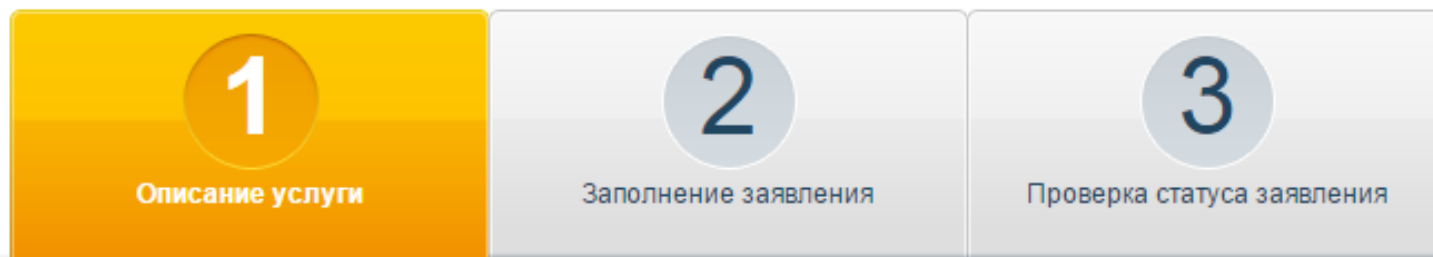 1
Описание услуги
2
Заполнение заявления
3
Проверка статуса заявления